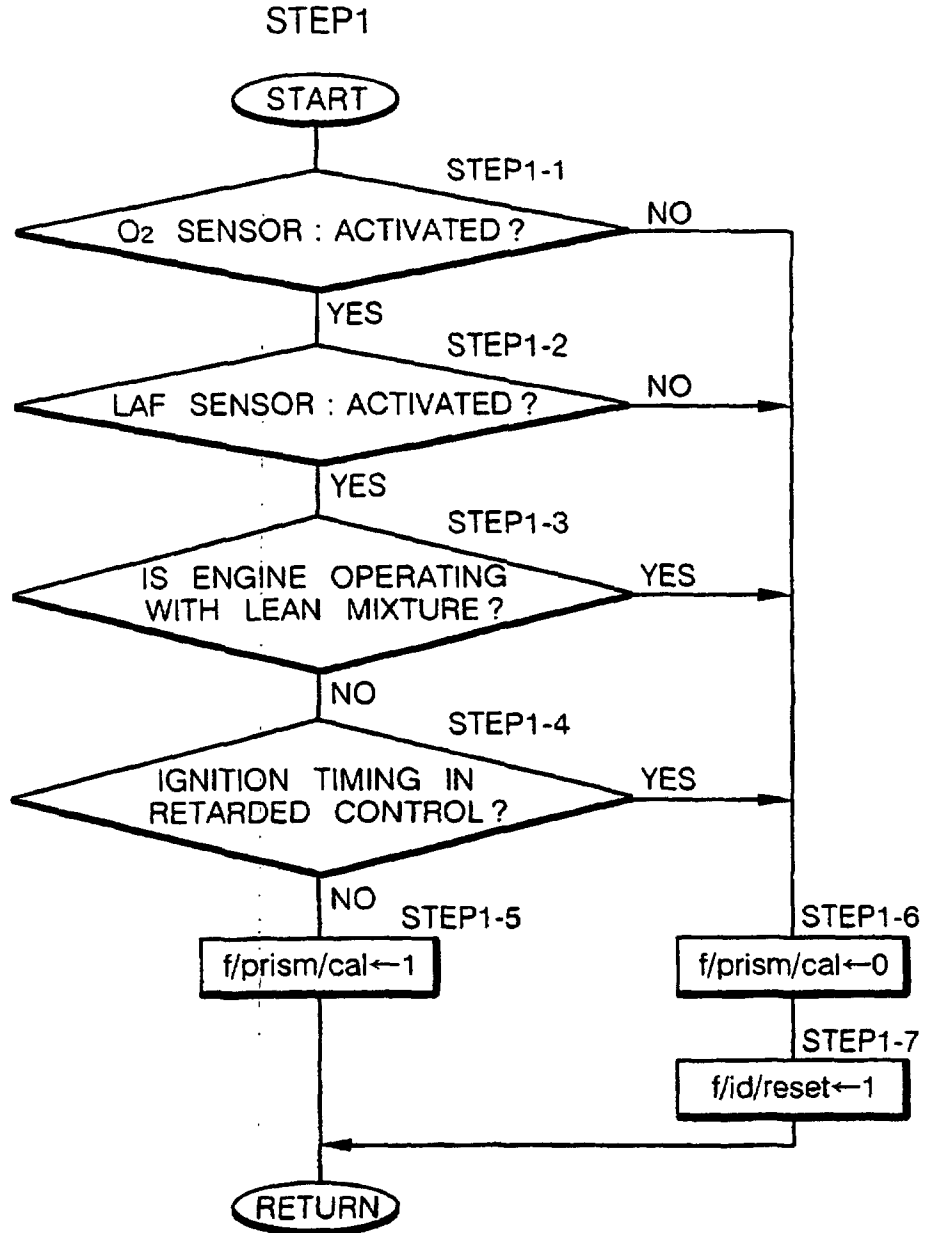 STEP1
START
STEP1-1
O2 SENSOR : ACTIVATED ?
NO
YES
STEP1-2
LAF SENSOR : ACTIVATED ?
NO
YES
STEP1-3
IS ENGINE OPERATING
WITH LEAN MIXTURE ?
YES
NO
STEP1-4
IGNITION TIMING IN
RETARDED CONTROL ?
YES
NO
STEP1-5
f/prism/cal←1
STEP1-6
f/prism/cal←0
STEP1-7
f/id/reset←1
RETURN